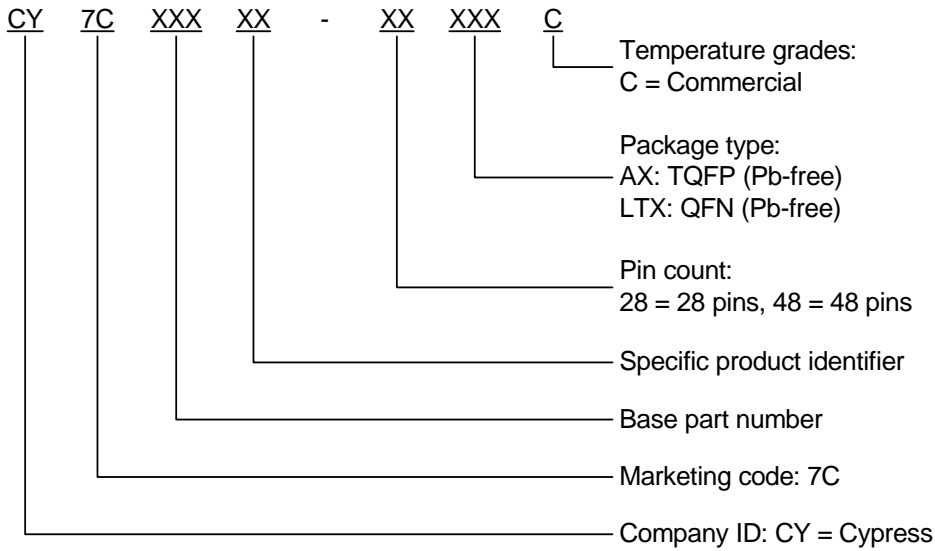 CY 7C XXX XX - XX XXX C
Temperature grades:
C = Commercial
Package type:
AX: TQFP (Pb-free)
LTX: QFN (Pb-free)
Pin count:
28 = 28 pins, 48 = 48 pins
Specific product identifier
Base part number
Marketing code: 7C
Company ID: CY = Cypress